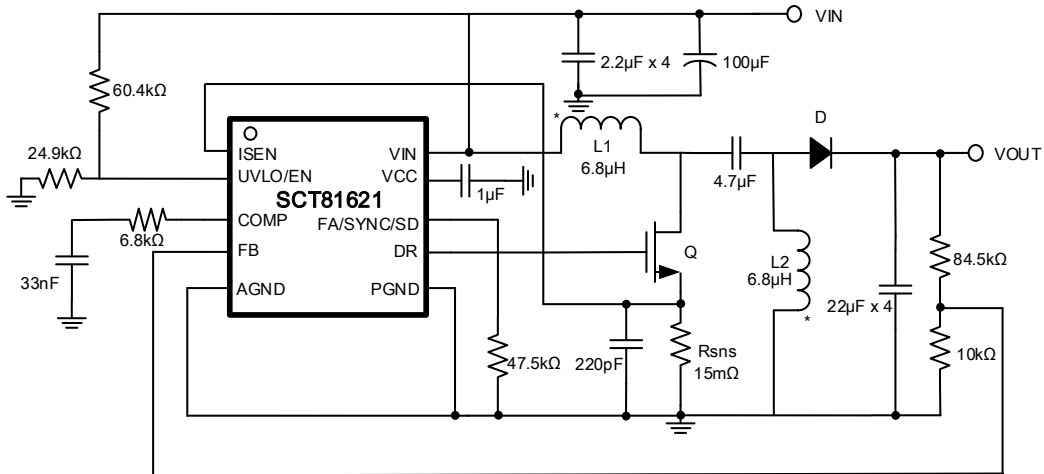 VIN
2.2µF x 4
100µF
60.4kΩ
*
L1
6.8µH
D
ISEN
VIN
24.9kΩ
UVLO/EN
VCC
4.7µF
VOUT
SCT81621
1µF
COMP
FA/SYNC/SD
6.8kΩ
FB
DR
Q
L2
6.8µH
84.5kΩ
33nF
AGND
PGND
22µF x 4
*
47.5kΩ
220pF
Rsns
15mΩ
10kΩ